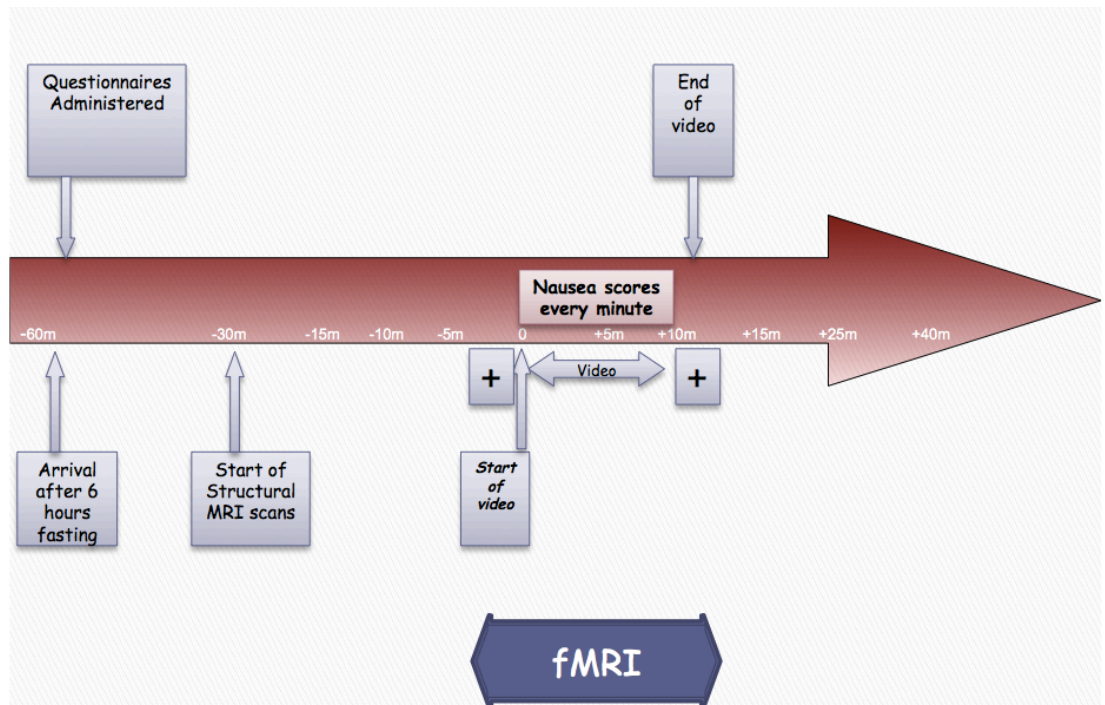 Questionnaires
Administered
End
of
video
Nausea scores
every minute
-60m -30m -15m -10m -5m 0 +5m +10m +15m +25m +40m
+ Video +
Arrival
after 6
hours
fasting
Start of
Structural
MRI scans
Start
of
video
fMRI